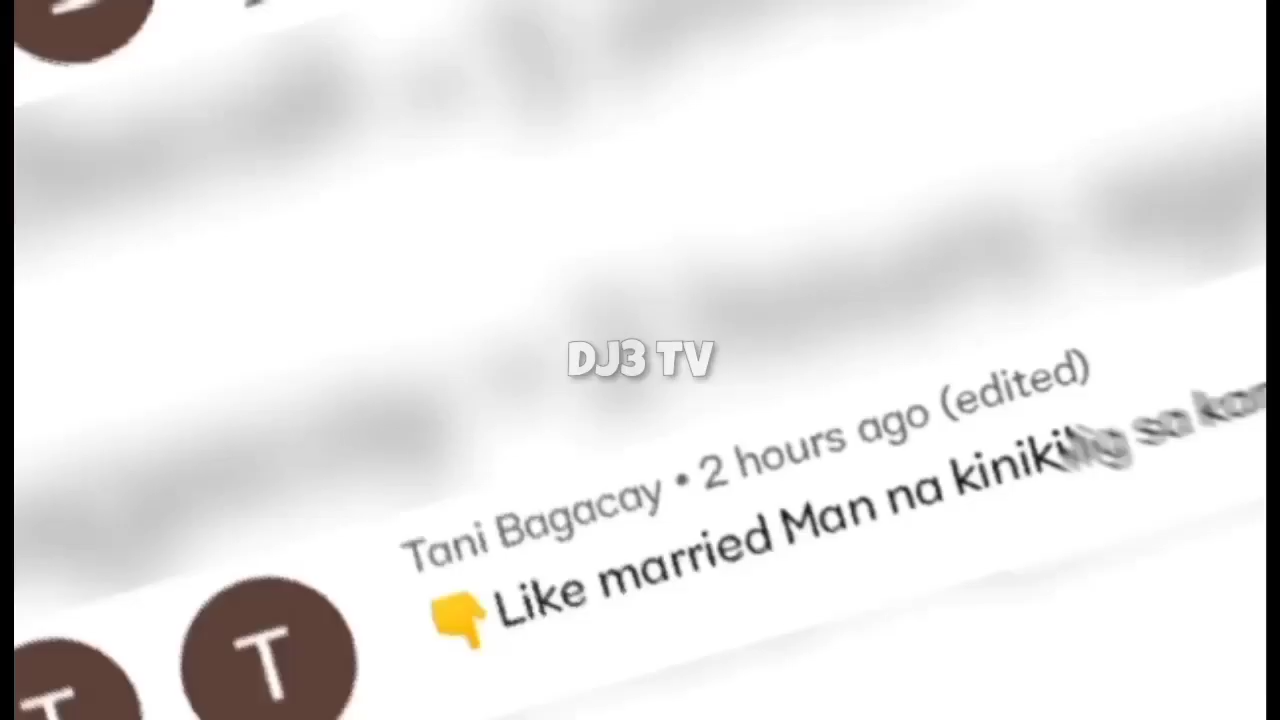 DJ3 TV
Tani Bagacay • 2 hours ago (edited)
👇Like married Man na kinikilig sa
T
T